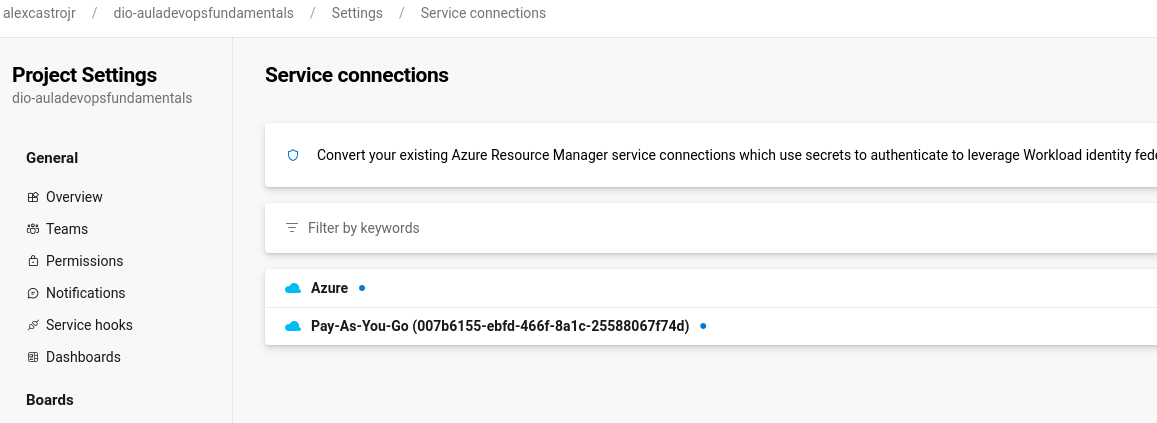 alexcastrojr / dio-auladevopsfundamentals / Settings / Service connections
Project Settings
dio-auladevopsfundamentals
General
Overview
Teams
Permissions
Notifications
Service hooks
Dashboards
Boards
Service connections
Convert your existing Azure Resource Manager service connections which use secrets to authenticate to leverage Workload identity fede
Filter by keywords
Azure
Pay-As-You-Go (007b6155-ebfd-466f-8a1c-25588067f74d)